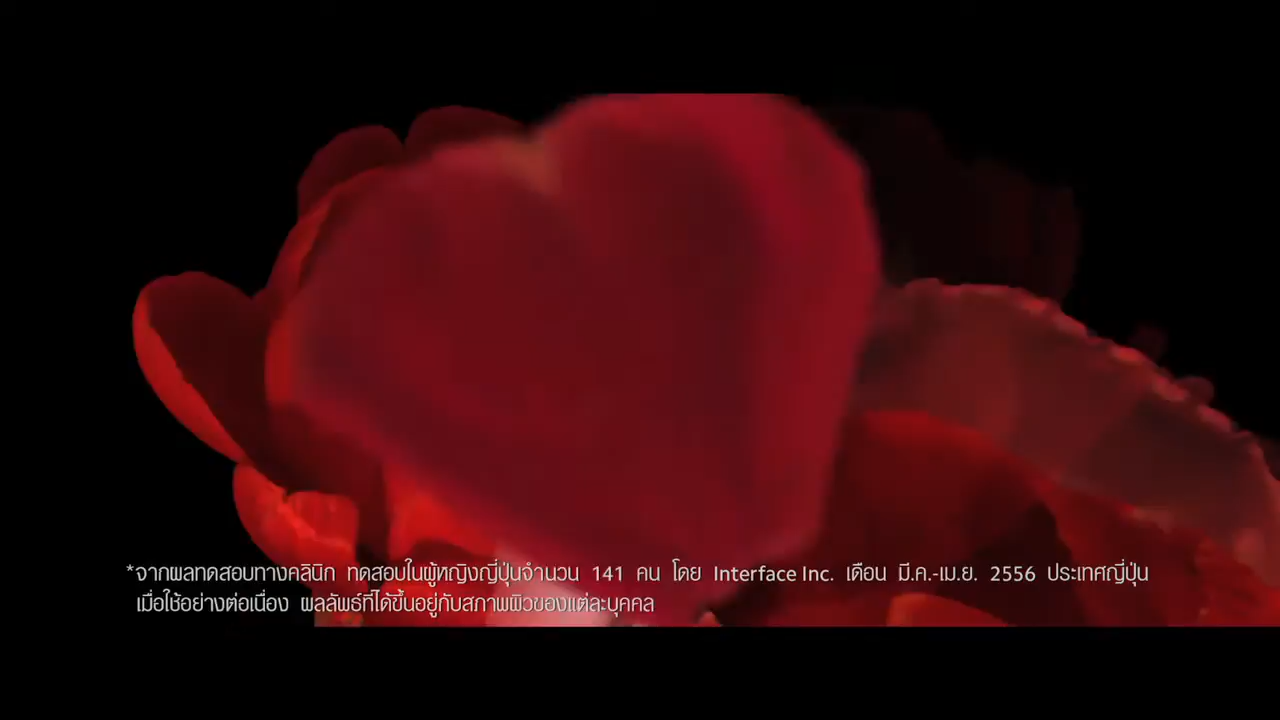 *จากผลทดสอบทางคลินิก ทดสอบในผู้หญิงญี่ปุ่นจำนวน 141 คน โดย Interface Inc. เดือน มี.ค.-เม.ย. 2556 ประเทศญี่ปุ่น
เมื่อใช้อย่างต่อเนื่อง ผลลัพธ์ที่ได้ขึ้นอยู่กับสภาพผิวของแต่ละบุคคล